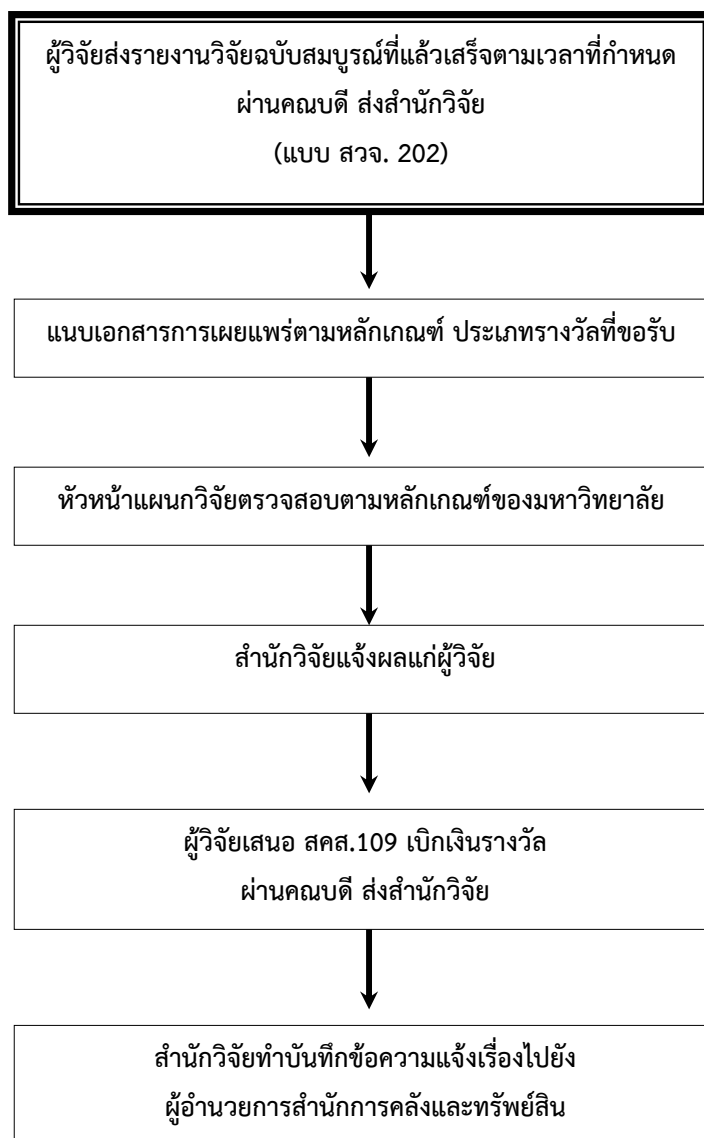 ผู้วิจัยส่งรายงานวิจัยฉบับสมบูรณ์ที่แล้วเสร็จตามเวลาที่กำหนด
ผ่านคณบดี ส่งสำนักวิจัย
(แบบ สวจ. 202)
แนบเอกสารการเผยแพร่ตามหลักเกณฑ์ ประเภทรางวัลที่ขอรับ
หัวหน้าแผนกวิจัยตรวจสอบตามหลักเกณฑ์ของมหาวิทยาลัย
สำนักวิจัยแจ้งผลแก่ผู้วิจัย
ผู้วิจัยเสนอ สคส.109 เบิกเงินรางวัล
ผ่านคณบดี ส่งสำนักวิจัย
สำนักวิจัยทำบันทึกข้อความแจ้งเรื่องไปยัง
ผู้อำนวยการสำนักการคลังและทรัพย์สิน